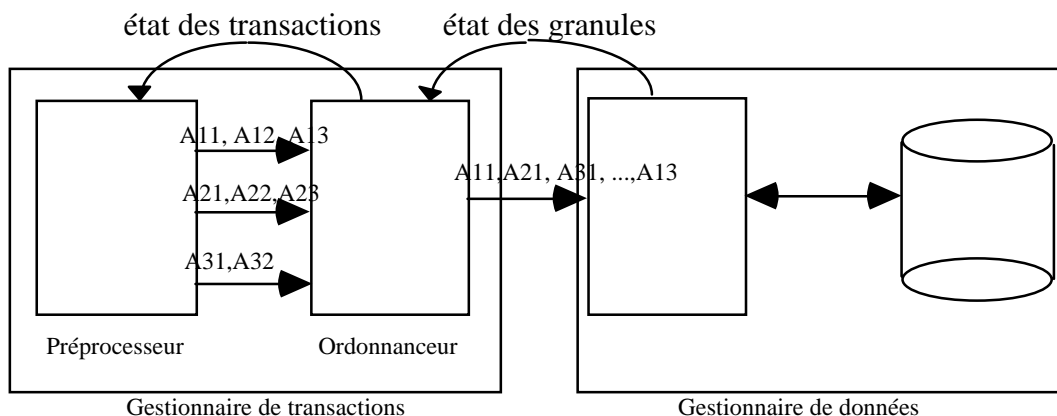 état des transactions
état des granules
A11, A12, A13
A11,A21, A31, ...,A13
A21,A22,A23
A31,A32
Préprocesseur
Ordonnanceur
Gestionnaire de transactions
Gestionnaire de données